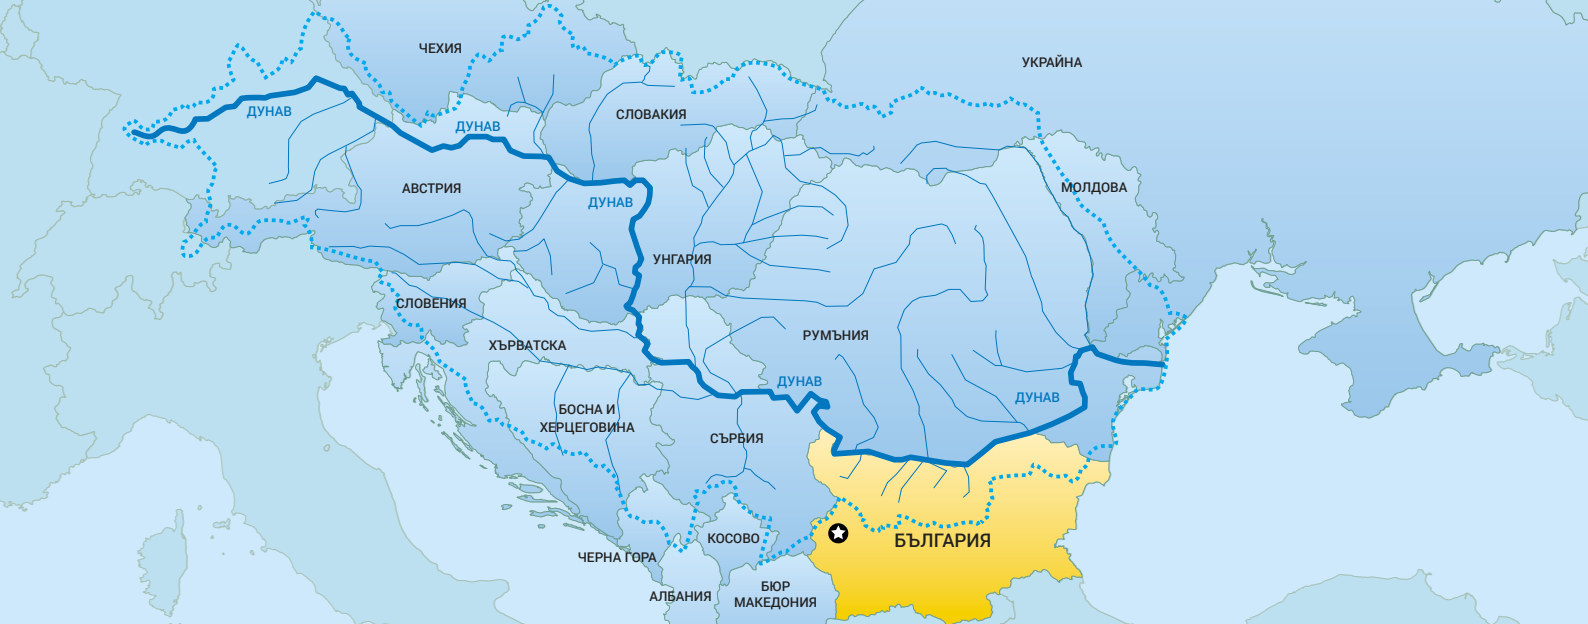 ЧЕХИЯ
УКРАЙНА
ДУНАВ
СЛОВАКИЯ
ДУНАВ
АВСТРИЯ
МОЛДОВА
ДУНАВ
УНГАРИЯ
СЛОВЕНИЯ
РУМЪНИЯ
ХЪРВАТСКА
ДУНАВ
ДУНАВ
БОСНА И
ХЕРЦЕГОВИНА
СЪРБИЯ
КОСОВО
БЪЛГАРИЯ
ЧЕРНА ГОРА
БЮР
МАКЕДОНИЯ
АЛБАНИЯ